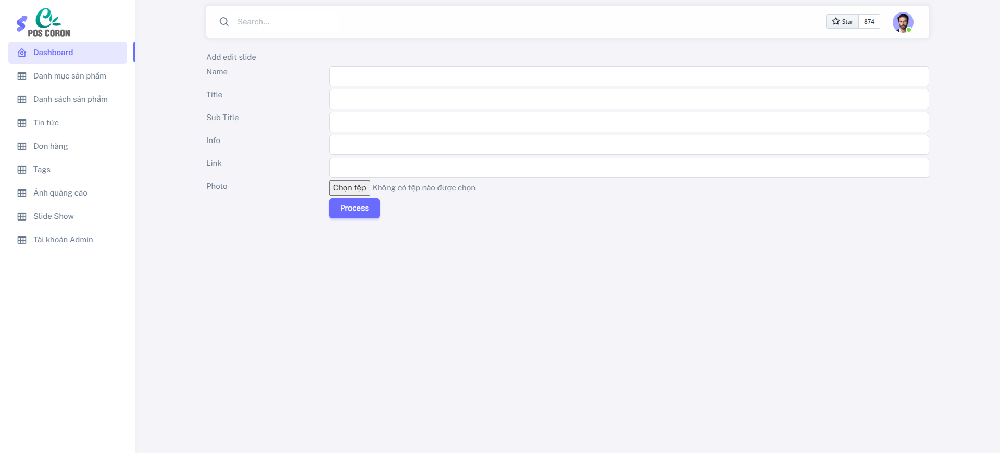 POS CORON
Dashboard
Danh mục sản phẩm
Danh sách sản phẩm
Tin tức
Đơn hàng
Tags
Ảnh quảng cáo
Slide Show
Tài khoản Admin
Search...
Star 874
Add edit slide
Name
Title
Sub Title
Info
Link
Photo Chọn tệp Không có tệp nào được chọn
Process